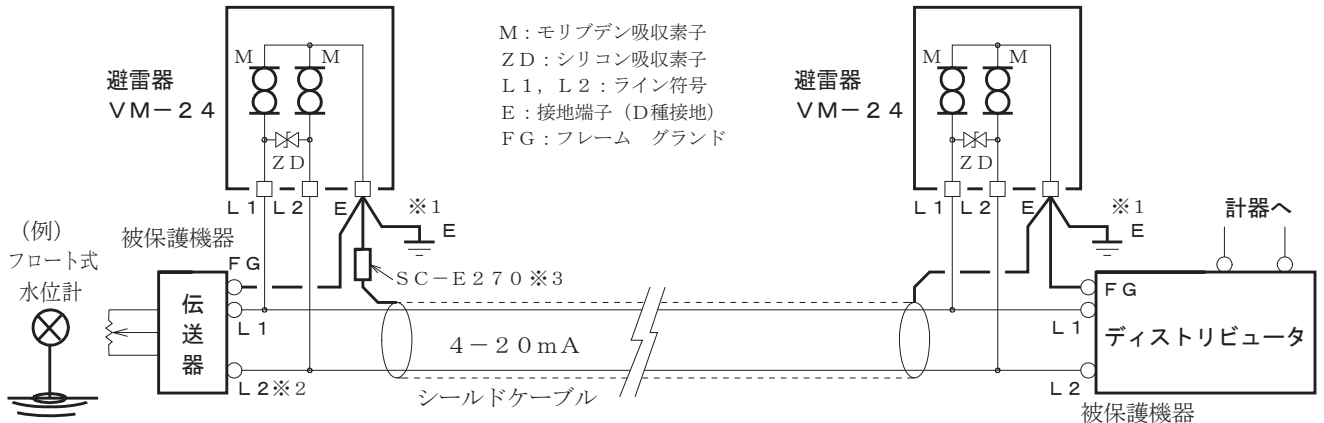 M:モリブデン吸収素子
ZD:シリコン吸収素子
L1,L2:ライン符号
E:接地端子(D種接地)
FG:フレーム グランド
避雷器
VM-24
M
M
ZD
L1
L2
E
※1
E
避雷器
VM-24
M
M
ZD
L1
L2
E
※1
E
計器へ
(例)
フロート式
水位計
被保護機器
伝送器
FG
L1
L2※2
SC-E270※3
4-20mA
シールドケーブル
FG
L1
L2
ディストリビュータ
被保護機器